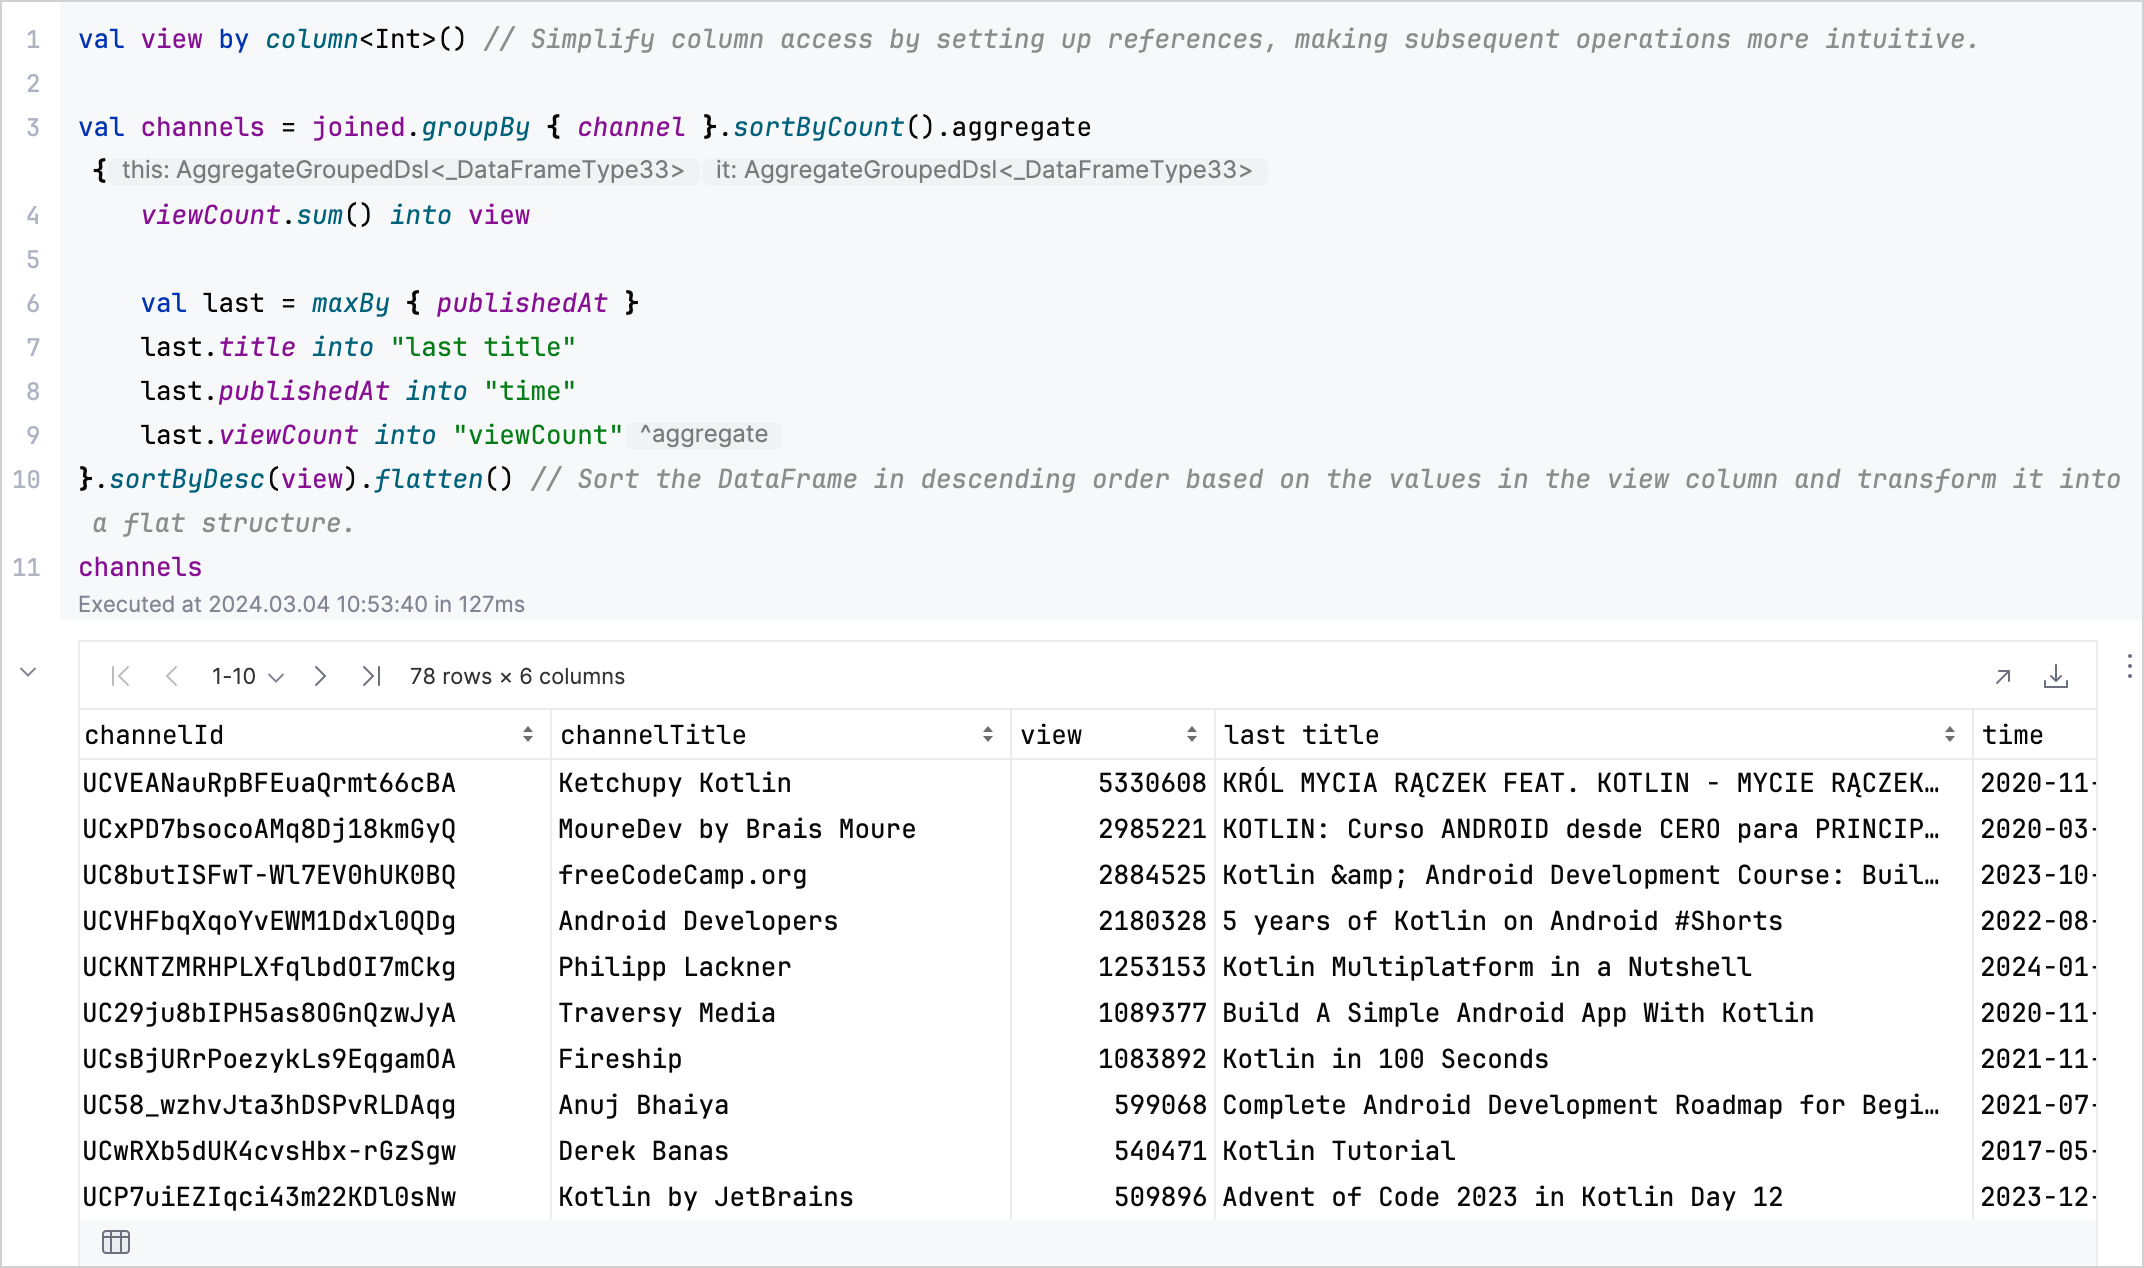 1 val view by column<Int>() // Simplify column access by setting up references, making subsequent operations more intuitive.
2
3 val channels = joined.groupBy { channel }.sortByCount().aggregate
{ this: AggregateGroupedDsl<_DataFrameType33> it: AggregateGroupedDsl<_DataFrameType33>
4 viewCount.sum() into view
5
6 val last = maxBy { publishedAt }
7 last.title into "last title"
8 last.publishedAt into "time"
9 last.viewCount into "viewCount" ^aggregate
10 }.sortByDesc(view).flatten() // Sort the DataFrame in descending order based on the values in the view column and transform it into
a flat structure.
11 channels
Executed at 2024.03.04 10:53:40 in 127ms
1-10 78 rows × 6 columns
channelId channelTitle view last title time
UCVEANauRpBFEuaQrmt66cBA Ketchupy Kotlin 5330608 KRÓL MYCIA RĄCZEK FEAT. KOTLIN - MYCIE RĄCZEK… 2020-11-
UCxPD7bsocoAMq8Dj18kmGyQ MoureDev by Brais Moure 2985221 KOTLIN: Curso ANDROID desde CERO para PRINCIP… 2020-03-
UC8butISFwT-Wl7EV0hUK0BQ freeCodeCamp.org 2884525 Kotlin &amp; Android Development Course: Buil… 2023-10-
UCVHFbqXqoYvEWM1Ddxl0QDg Android Developers 2180328 5 years of Kotlin on Android #Shorts 2022-08-
UCKNTZMRHPLXfqlbdOI7mCkg Philipp Lackner 1253153 Kotlin Multiplatform in a Nutshell 2024-01-
UC29ju8bIPH5as8OGnQzwJyA Traversy Media 1089377 Build A Simple Android App With Kotlin 2020-11-
UCsBjURrPoezykLs9EqgamOA Fireship 1083892 Kotlin in 100 Seconds 2021-11-
UC58_wzhvJta3hDSPvRLDAqg Anuj Bhaiya 599068 Complete Android Development Roadmap for Begi… 2021-07-
UCwRXb5dUK4cvsHbx-rGzSgw Derek Banas 540471 Kotlin Tutorial 2017-05-
UCP7uiEZIqci43m22KDl0sNw Kotlin by JetBrains 509896 Advent of Code 2023 in Kotlin Day 12 2023-12-